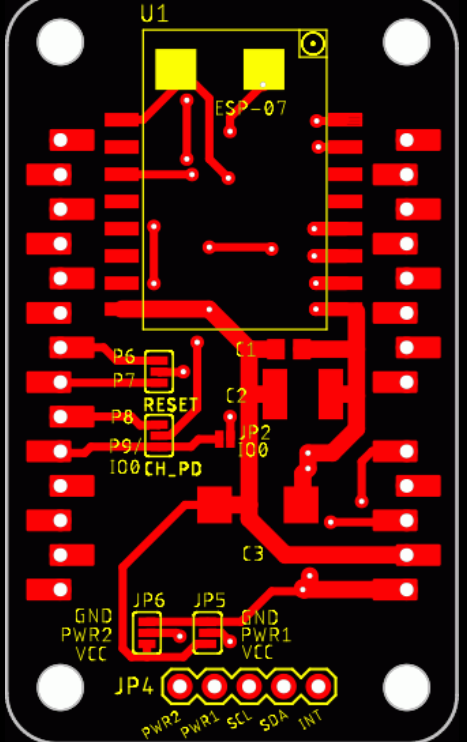 U1
ESP-07
P6
C1
P7
RESET
C2
P8
JP2
P9/
IO0
IO0
CH_PD
C3
JP6
JP5
GND
GND
PWR2
PWR1
VCC
VCC
JP4
PWR2
PWR1
SCL
SDA
INT